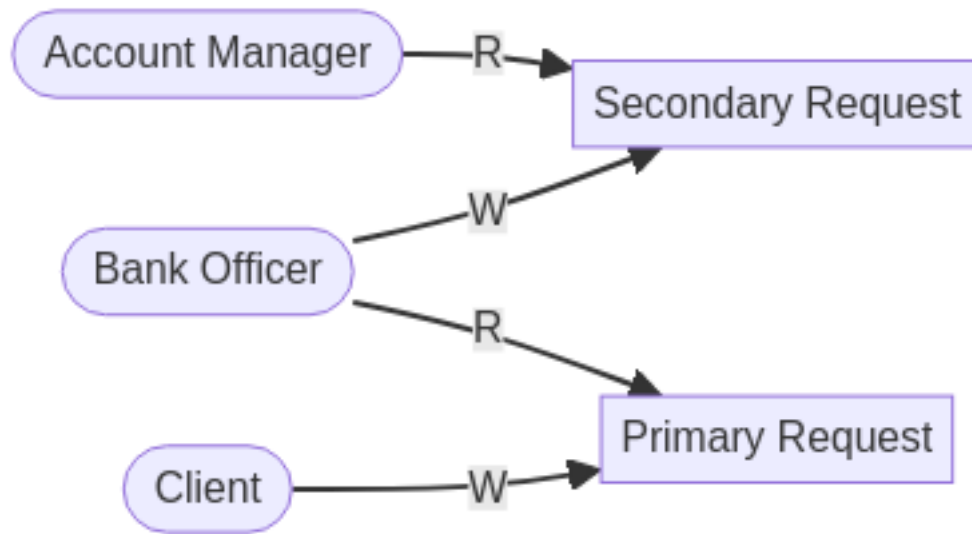 Account Manager
R
Secondary Request
W
Bank Officer
R
Primary Request
Client
W